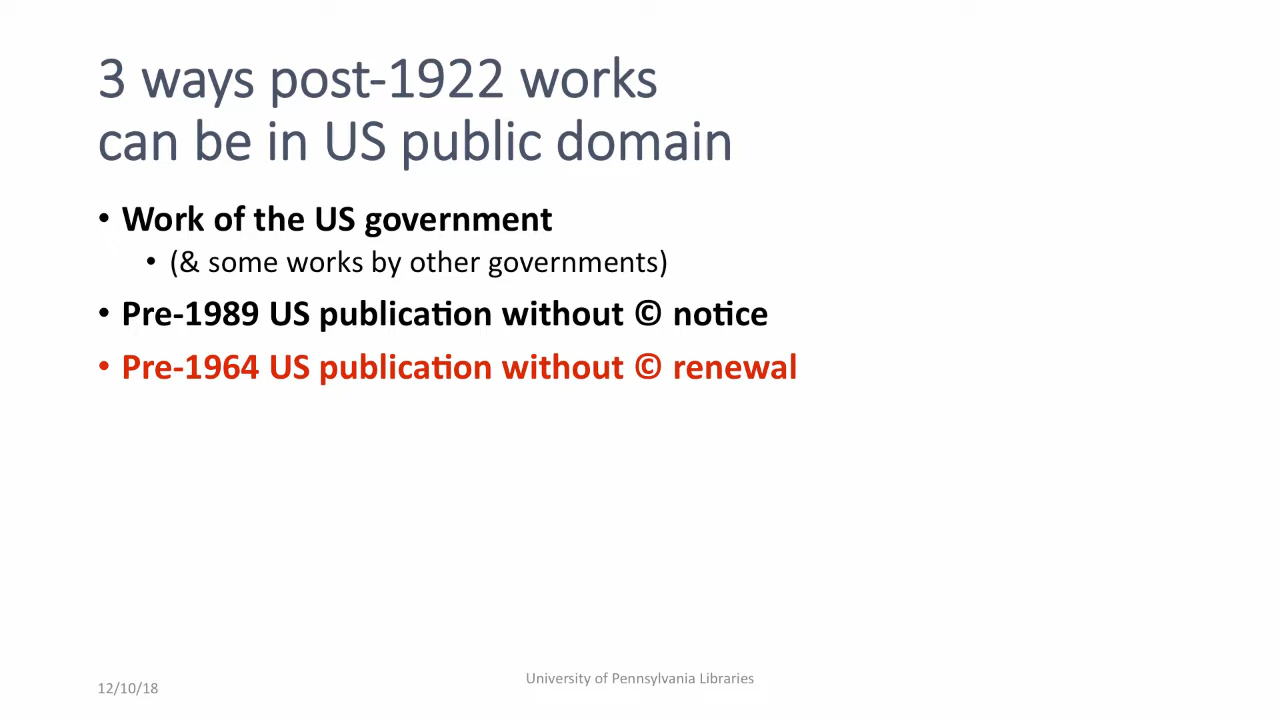 3 ways post-1922 works
can be in US public domain
• Work of the US government
• (& some works by other governments)
• Pre-1989 US publication without © notice
• Pre-1964 US publication without © renewal
12/10/18
University of Pennsylvania Libraries